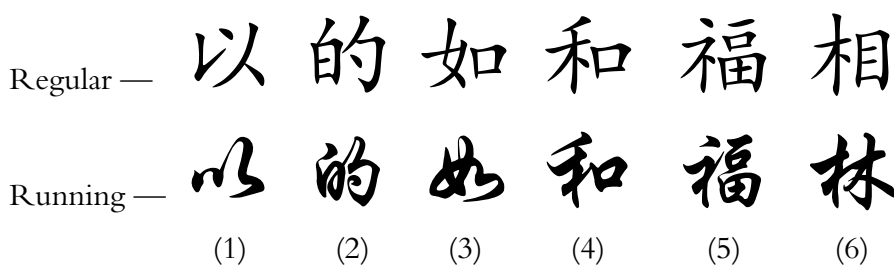 Regular — 以 的 如 和 福 相
Running — 以 的 如 和 福 林
(1) (2) (3) (4) (5) (6)